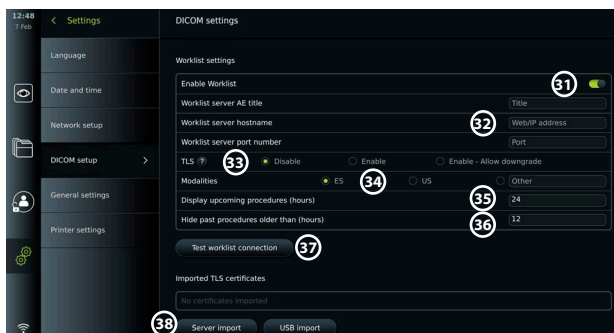 12:48
7 Feb
Settings
DICOM settings
Language
Date and time
Network setup
DICOM setup
General settings
Printer settings
Worklist settings
Enable Worklist
31
Worklist server AE title
Title
Worklist server hostname
32
Web/IP address
Worklist server port number
Port
TLS ?
33
Disable
Enable
Enable - Allow downgrade
Modalities
ES
34
US
Other
Display upcoming procedures (hours)
35
24
Hide past procedures older than (hours)
36
12
Test worklist connection
37
Imported TLS certificates
No certificates imported
38
Server import
USB import